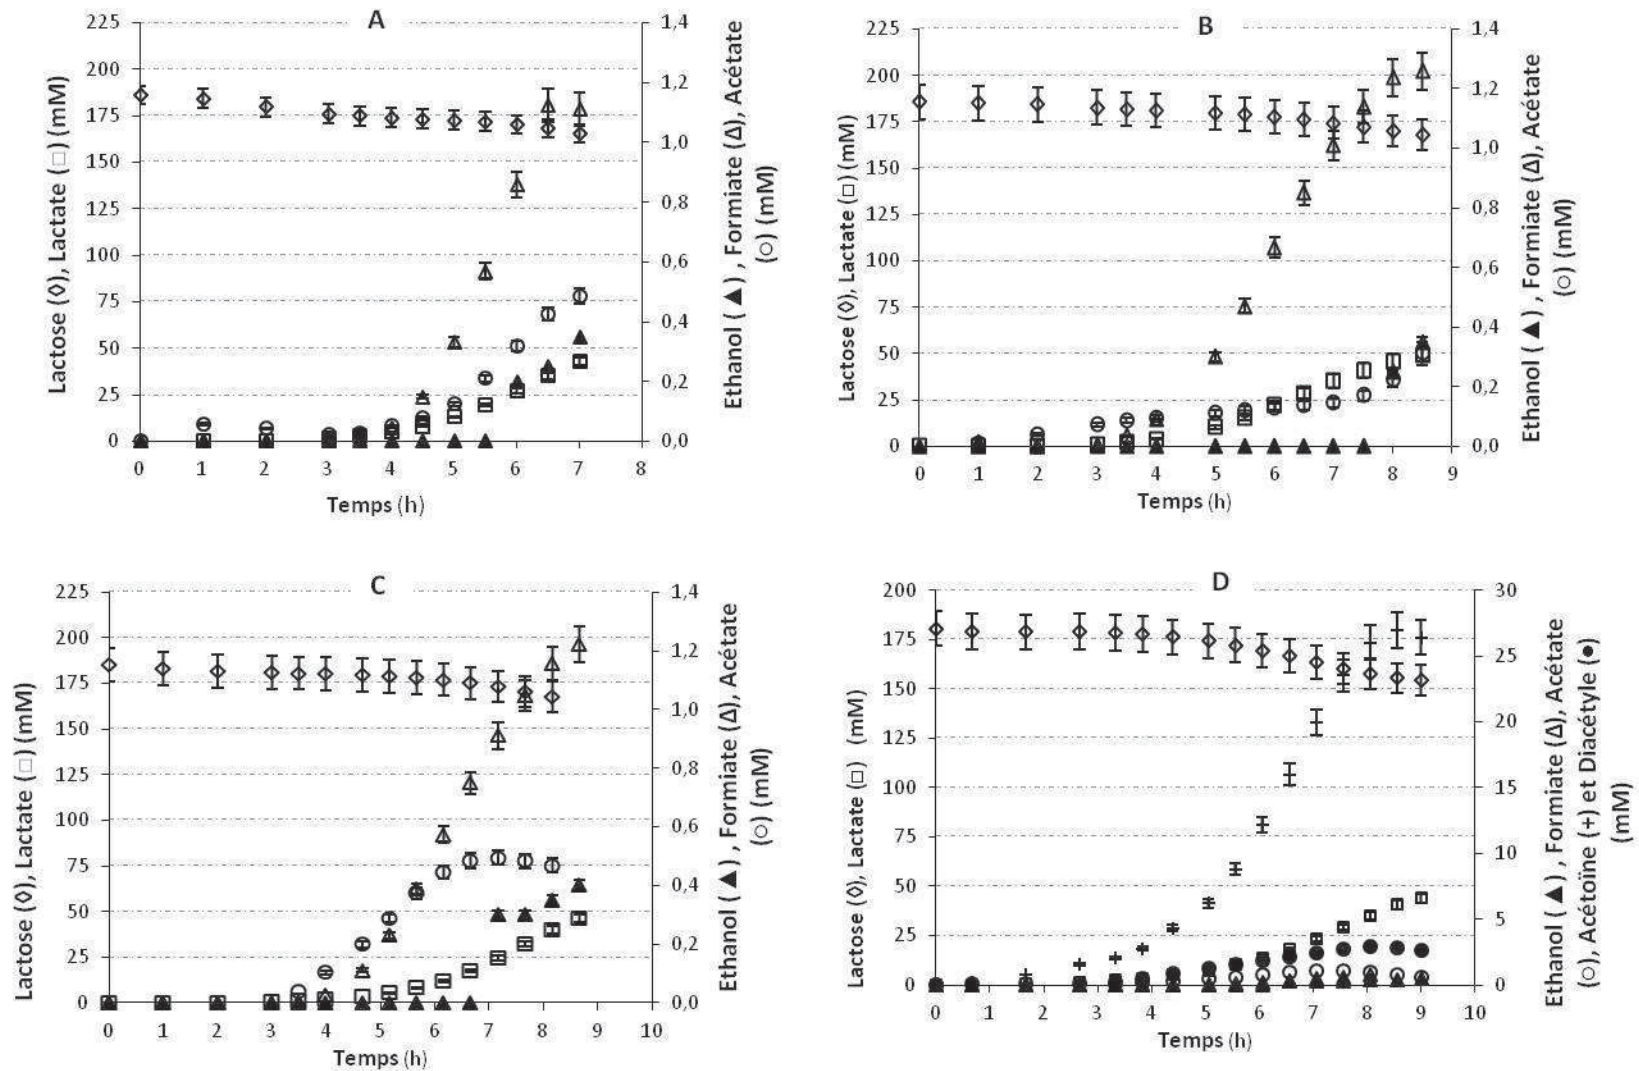 A
225
200
175
150
125
100
75
50
25
0
1,4
1,2
1,0
0,8
0,6
0,4
0,2
0,0
0 1 2 3 4 5 6 7 8
Temps (h)
Lactose (◊), Lactate (□) (mM)
Ethanol (▲), Formiate (Δ), Acétate
(○) (mM)
B
225
200
175
150
125
100
75
50
25
0
1,4
1,2
1,0
0,8
0,6
0,4
0,2
0,0
0 1 2 3 4 5 6 7 8 9
Temps (h)
Lactose (◊), Lactate (□) (mM)
Ethanol (▲), Formiate (Δ), Acétate
(○) (mM)
C
225
200
175
150
125
100
75
50
25
0
1,4
1,2
1,0
0,8
0,6
0,4
0,2
0,0
0 1 2 3 4 5 6 7 8 9 10
Temps (h)
Lactose (◊), Lactate (□) (mM)
Ethanol (▲), Formiate (Δ), Acétate
(○) (mM)
D
200
175
150
125
100
75
50
25
0
30
25
20
15
10
5
0
0 1 2 3 4 5 6 7 8 9 10
Temps (h)
Lactose (◊), Lactate (□) (mM)
Ethanol (▲), Formiate (Δ), Acétate
(○), Acétoïne (+) et Diacétyle (●)
(mM)